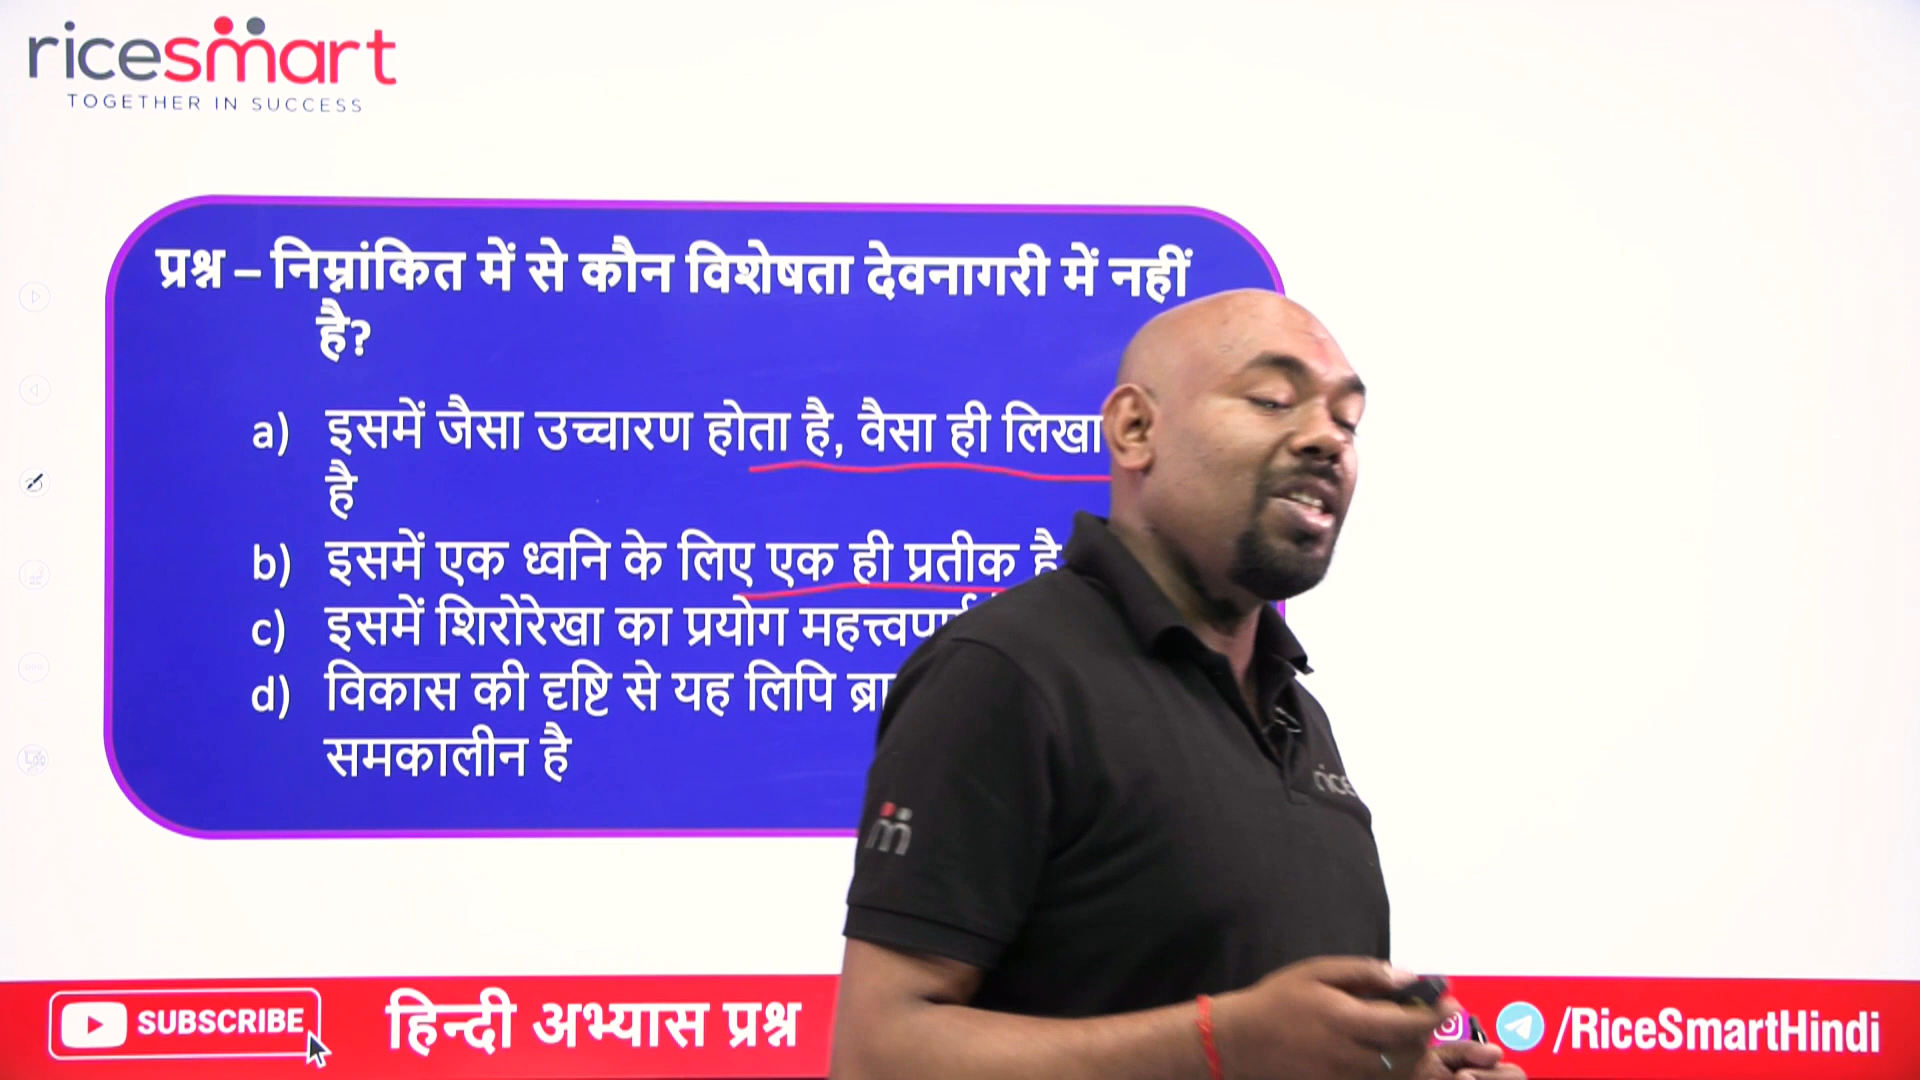 ricesmart
TOGETHER IN SUCCESS
प्रश्न – निम्नांकित में से कौन विशेषता देवनागरी में नहीं
है?
a) इसमें जैसा उच्चारण होता है, वैसा ही लिखा
है
b) इसमें एक ध्वनि के लिए एक ही प्रतीक है
c) इसमें शिरोरेखा का प्रयोग
d) विकास की दृष्टि से यह लिपि
समकालीन है
rice
SUBSCRIBE
हिन्दी अभ्यास प्रश्न
/RiceSmartHindi